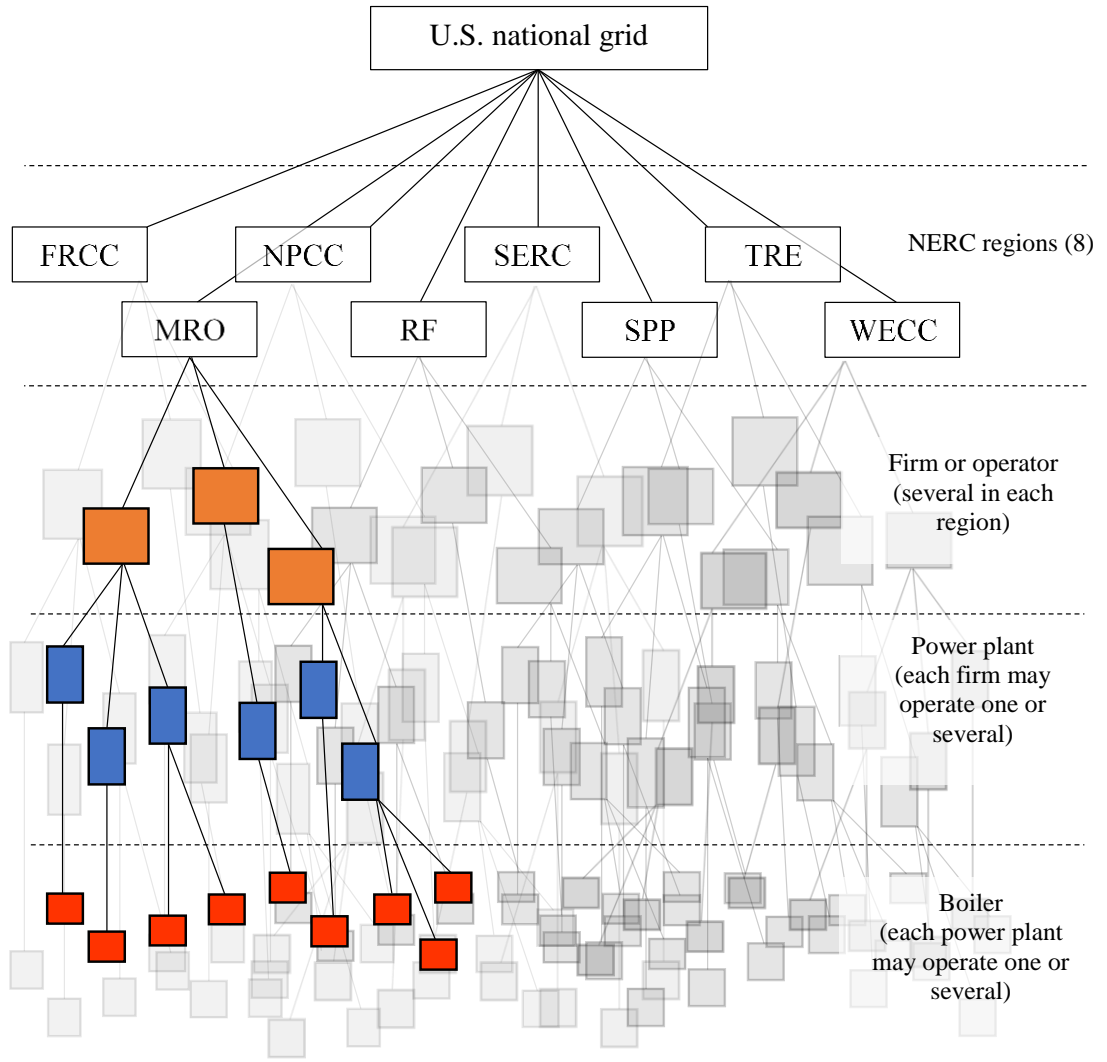 U.S. national grid
FRCC
NPCC
SERC
TRE
NERC regions (8)
MRO
RF
SPP
WECC
Firm or operator
(several in each
region)
Power plant
(each firm may
operate one or
several)
Boiler
(each power plant
may operate one or
several)